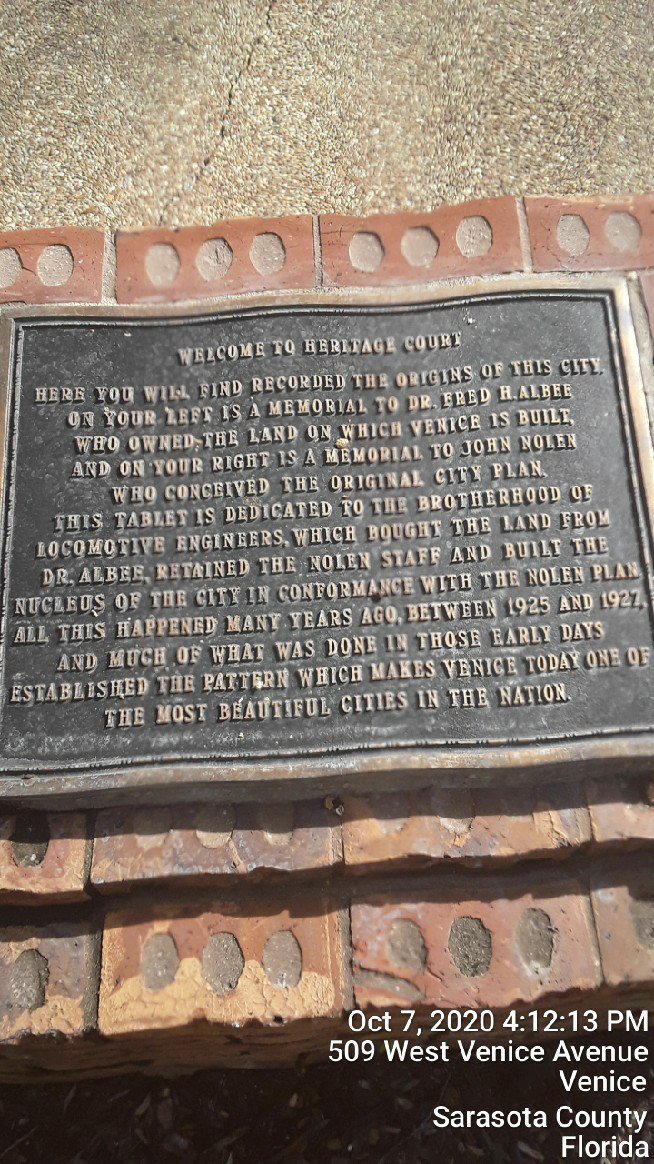 WELCOME TO HERITAGE COURT
HERE YOU WILL FIND RECORDED THE ORIGINS OF THIS CITY.
ON YOUR LEFT IS A MEMORIAL TO DR. FRED H. ALBEE
WHO OWNED THE LAND ON WHICH VENICE IS BUILT,
AND ON YOUR RIGHT IS A MEMORIAL TO JOHN NOLEN
WHO CONCEIVED THE ORIGINAL CITY PLAN.
THIS TABLET IS DEDICATED TO THE BROTHERHOOD OF
LOCOMOTIVE ENGINEERS, WHICH BOUGHT THE LAND FROM
DR. ALBEE, RETAINED THE NOLEN STAFF AND BUILT THE
NUCLEUS OF THE CITY IN CONFORMANCE WITH THE NOLEN PLAN.
ALL THIS HAPPENED MANY YEARS AGO, BETWEEN 1925 AND 1927,
AND MUCH OF WHAT WAS DONE IN THOSE EARLY DAYS
ESTABLISHED THE PATTERN WHICH MAKES VENICE TODAY ONE OF
THE MOST BEAUTIFUL CITIES IN THE NATION.
Oct 7, 2020 4:12:13 PM
509 West Venice Avenue
Venice
Sarasota County
Florida